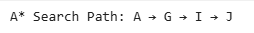 A* Search Path: A → G → I → J